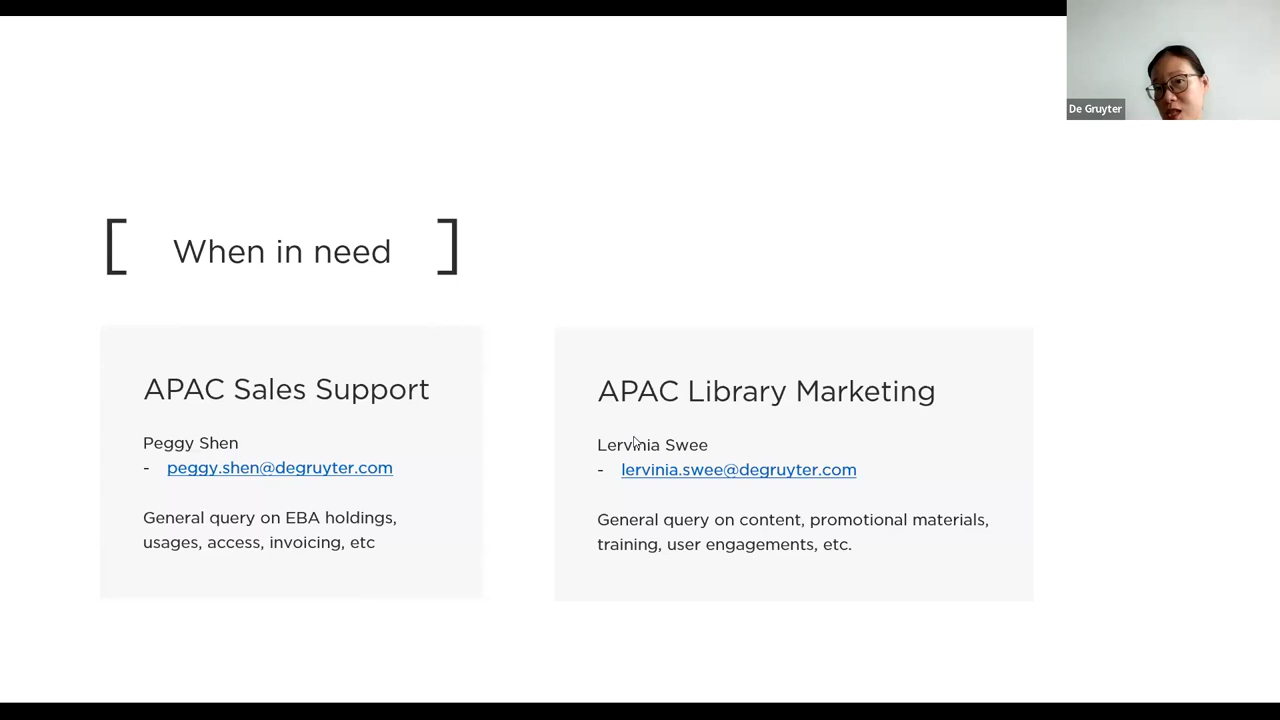 De Gruyter
[ When in need ]
APAC Sales Support
Peggy Shen
- peggy.shen@degruyter.com
General query on EBA holdings,
usages, access, invoicing, etc
APAC Library Marketing
Lervinia Swee
- lervinia.swee@degruyter.com
General query on content, promotional materials,
training, user engagements, etc.